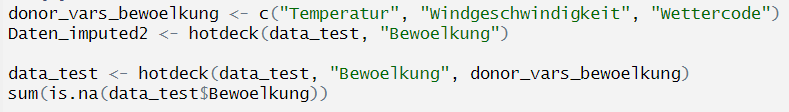 donor_vars_bewoelkung <- c("Temperatur", "Windgeschwindigkeit", "Wettercode")
Daten_imputed2 <- hotdeck(data_test, "Bewoelkung")
data_test <- hotdeck(data_test, "Bewoelkung", donor_vars_bewoelkung)
sum(is.na(data_test$Bewoelkung))